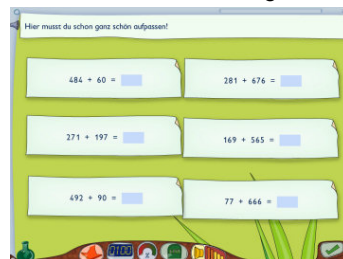 Hier musst du schon ganz schön aufpassen!
484 + 60 =
281 + 676 =
271 + 197 =
169 + 565 =
492 + 90 =
77 + 666 =
0100